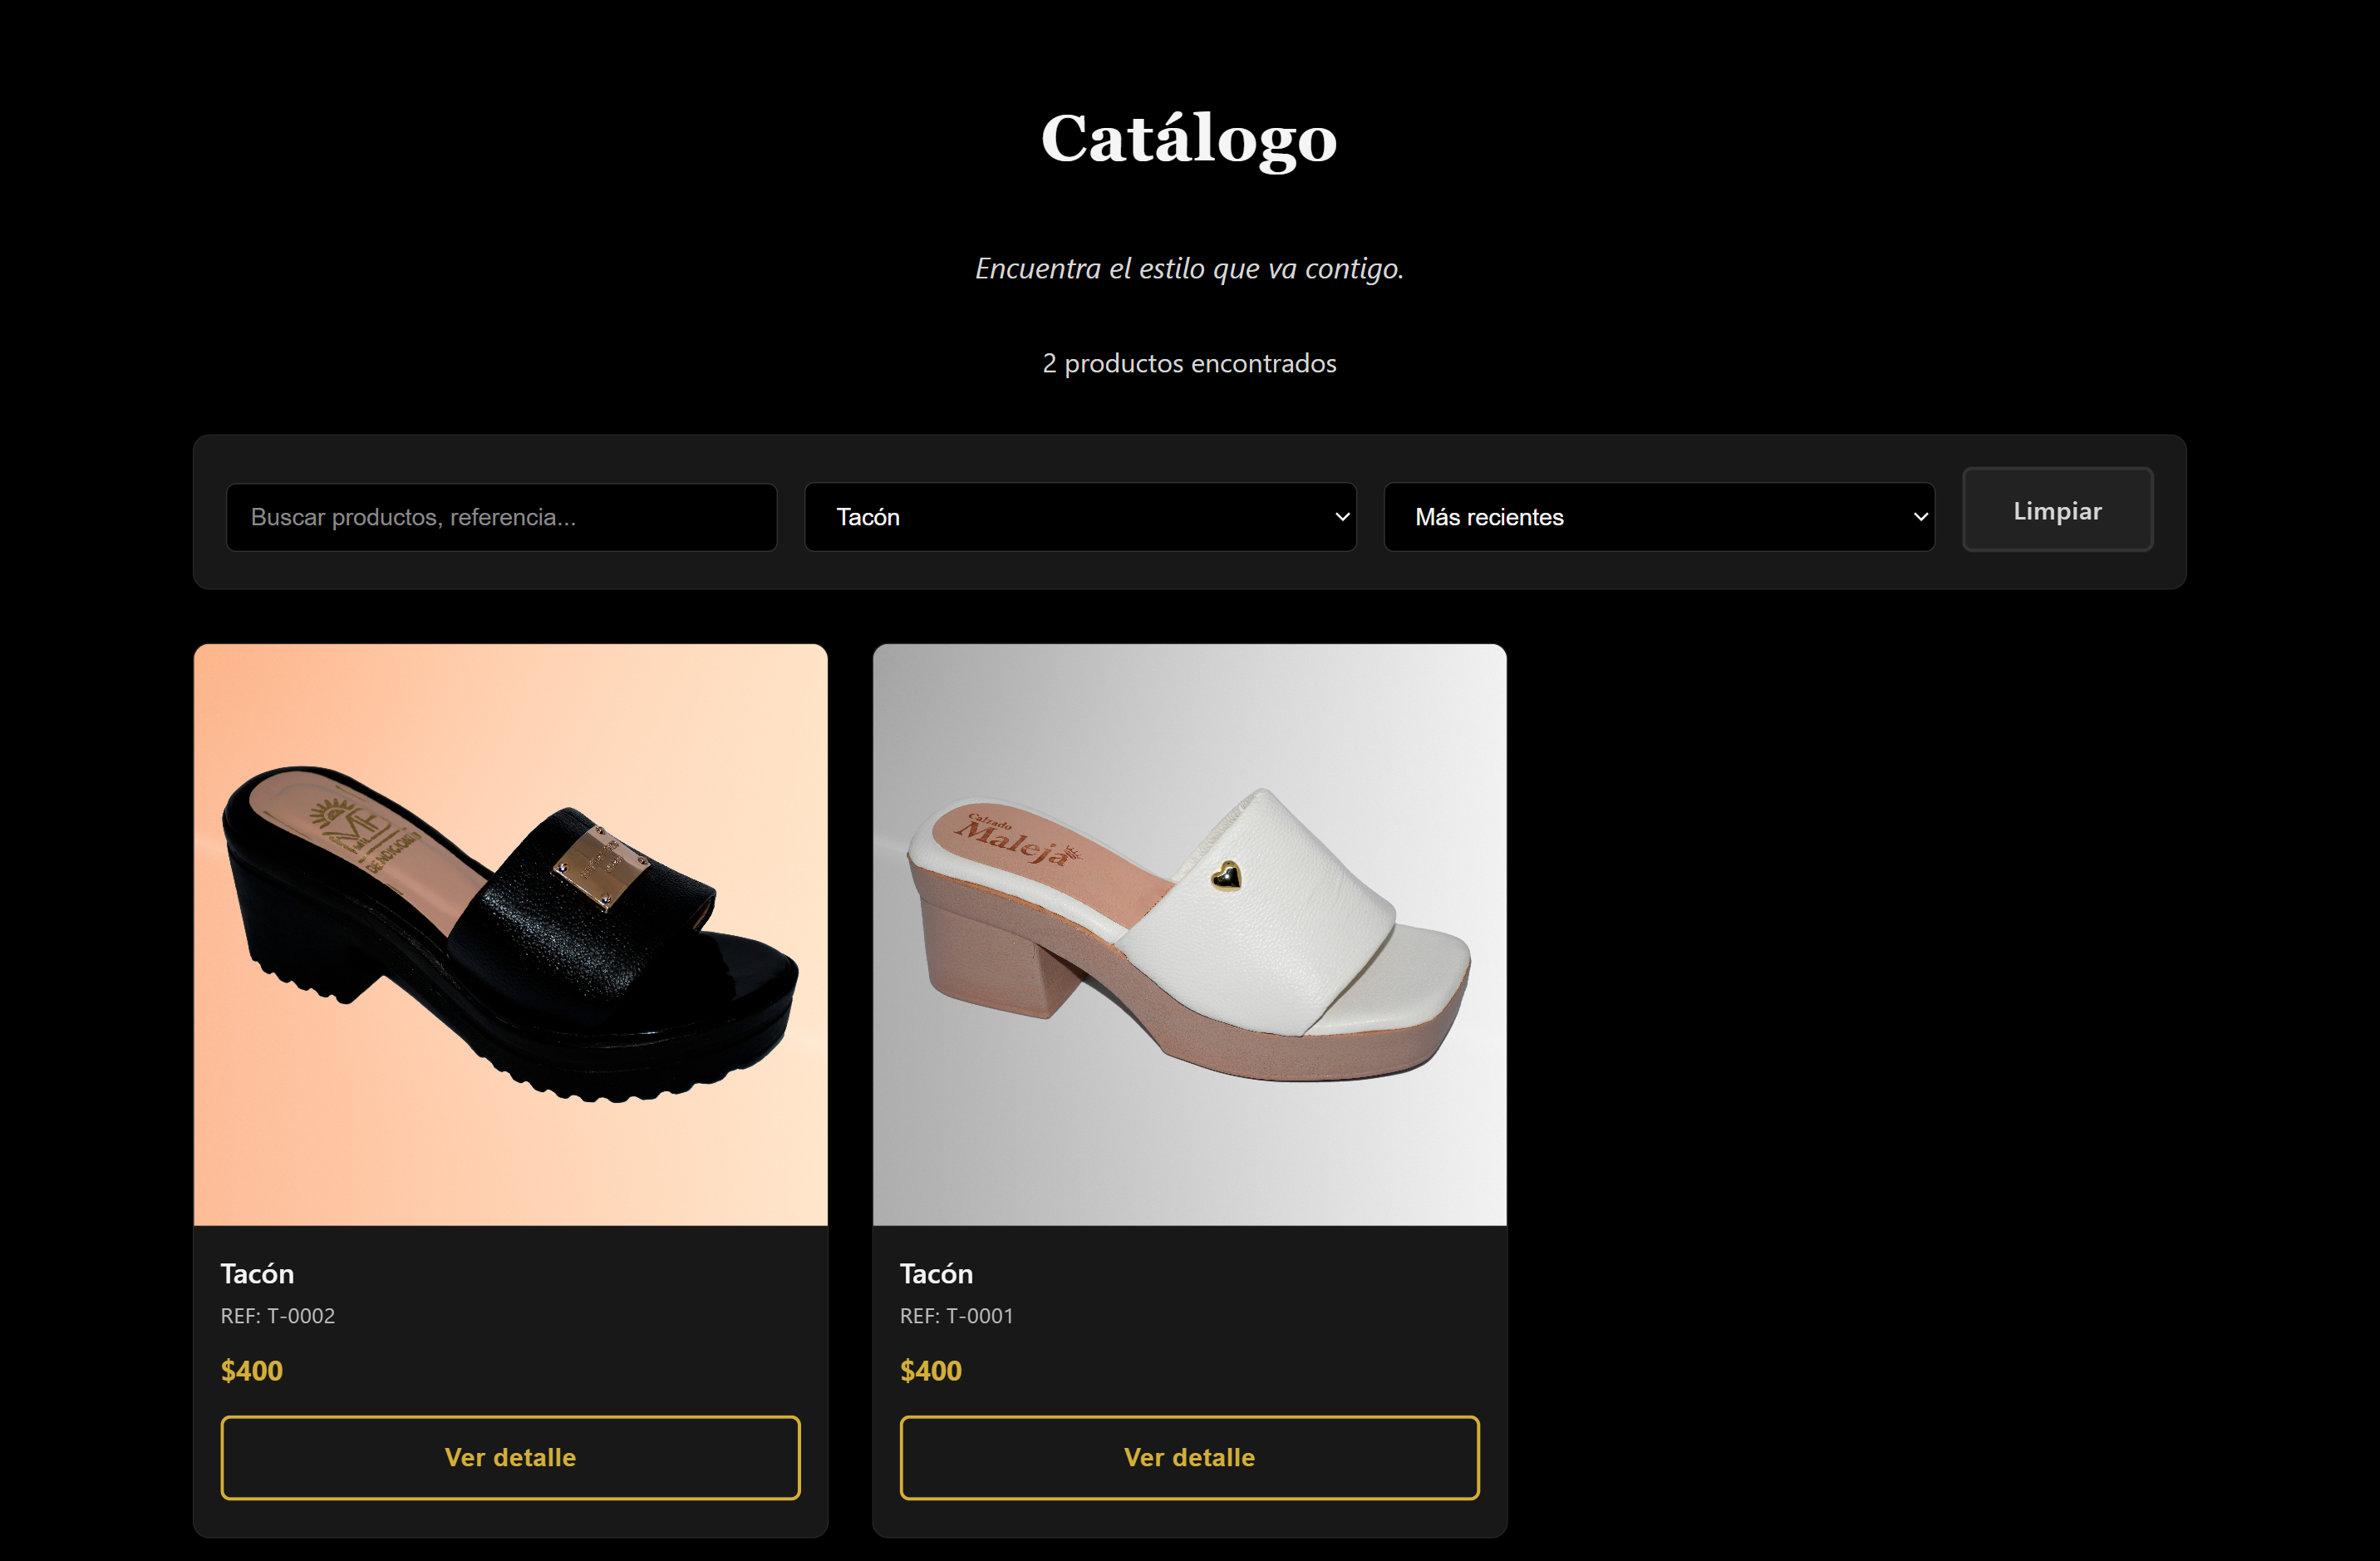 Catálogo
Encuentra el estilo que va contigo.
2 productos encontrados
Buscar productos, referencia...
Tacón
Más recientes
Limpiar
Calzado
Maleja
Tacón
REF: T-0002
$400
Ver detalle
Tacón
REF: T-0001
$400
Ver detalle